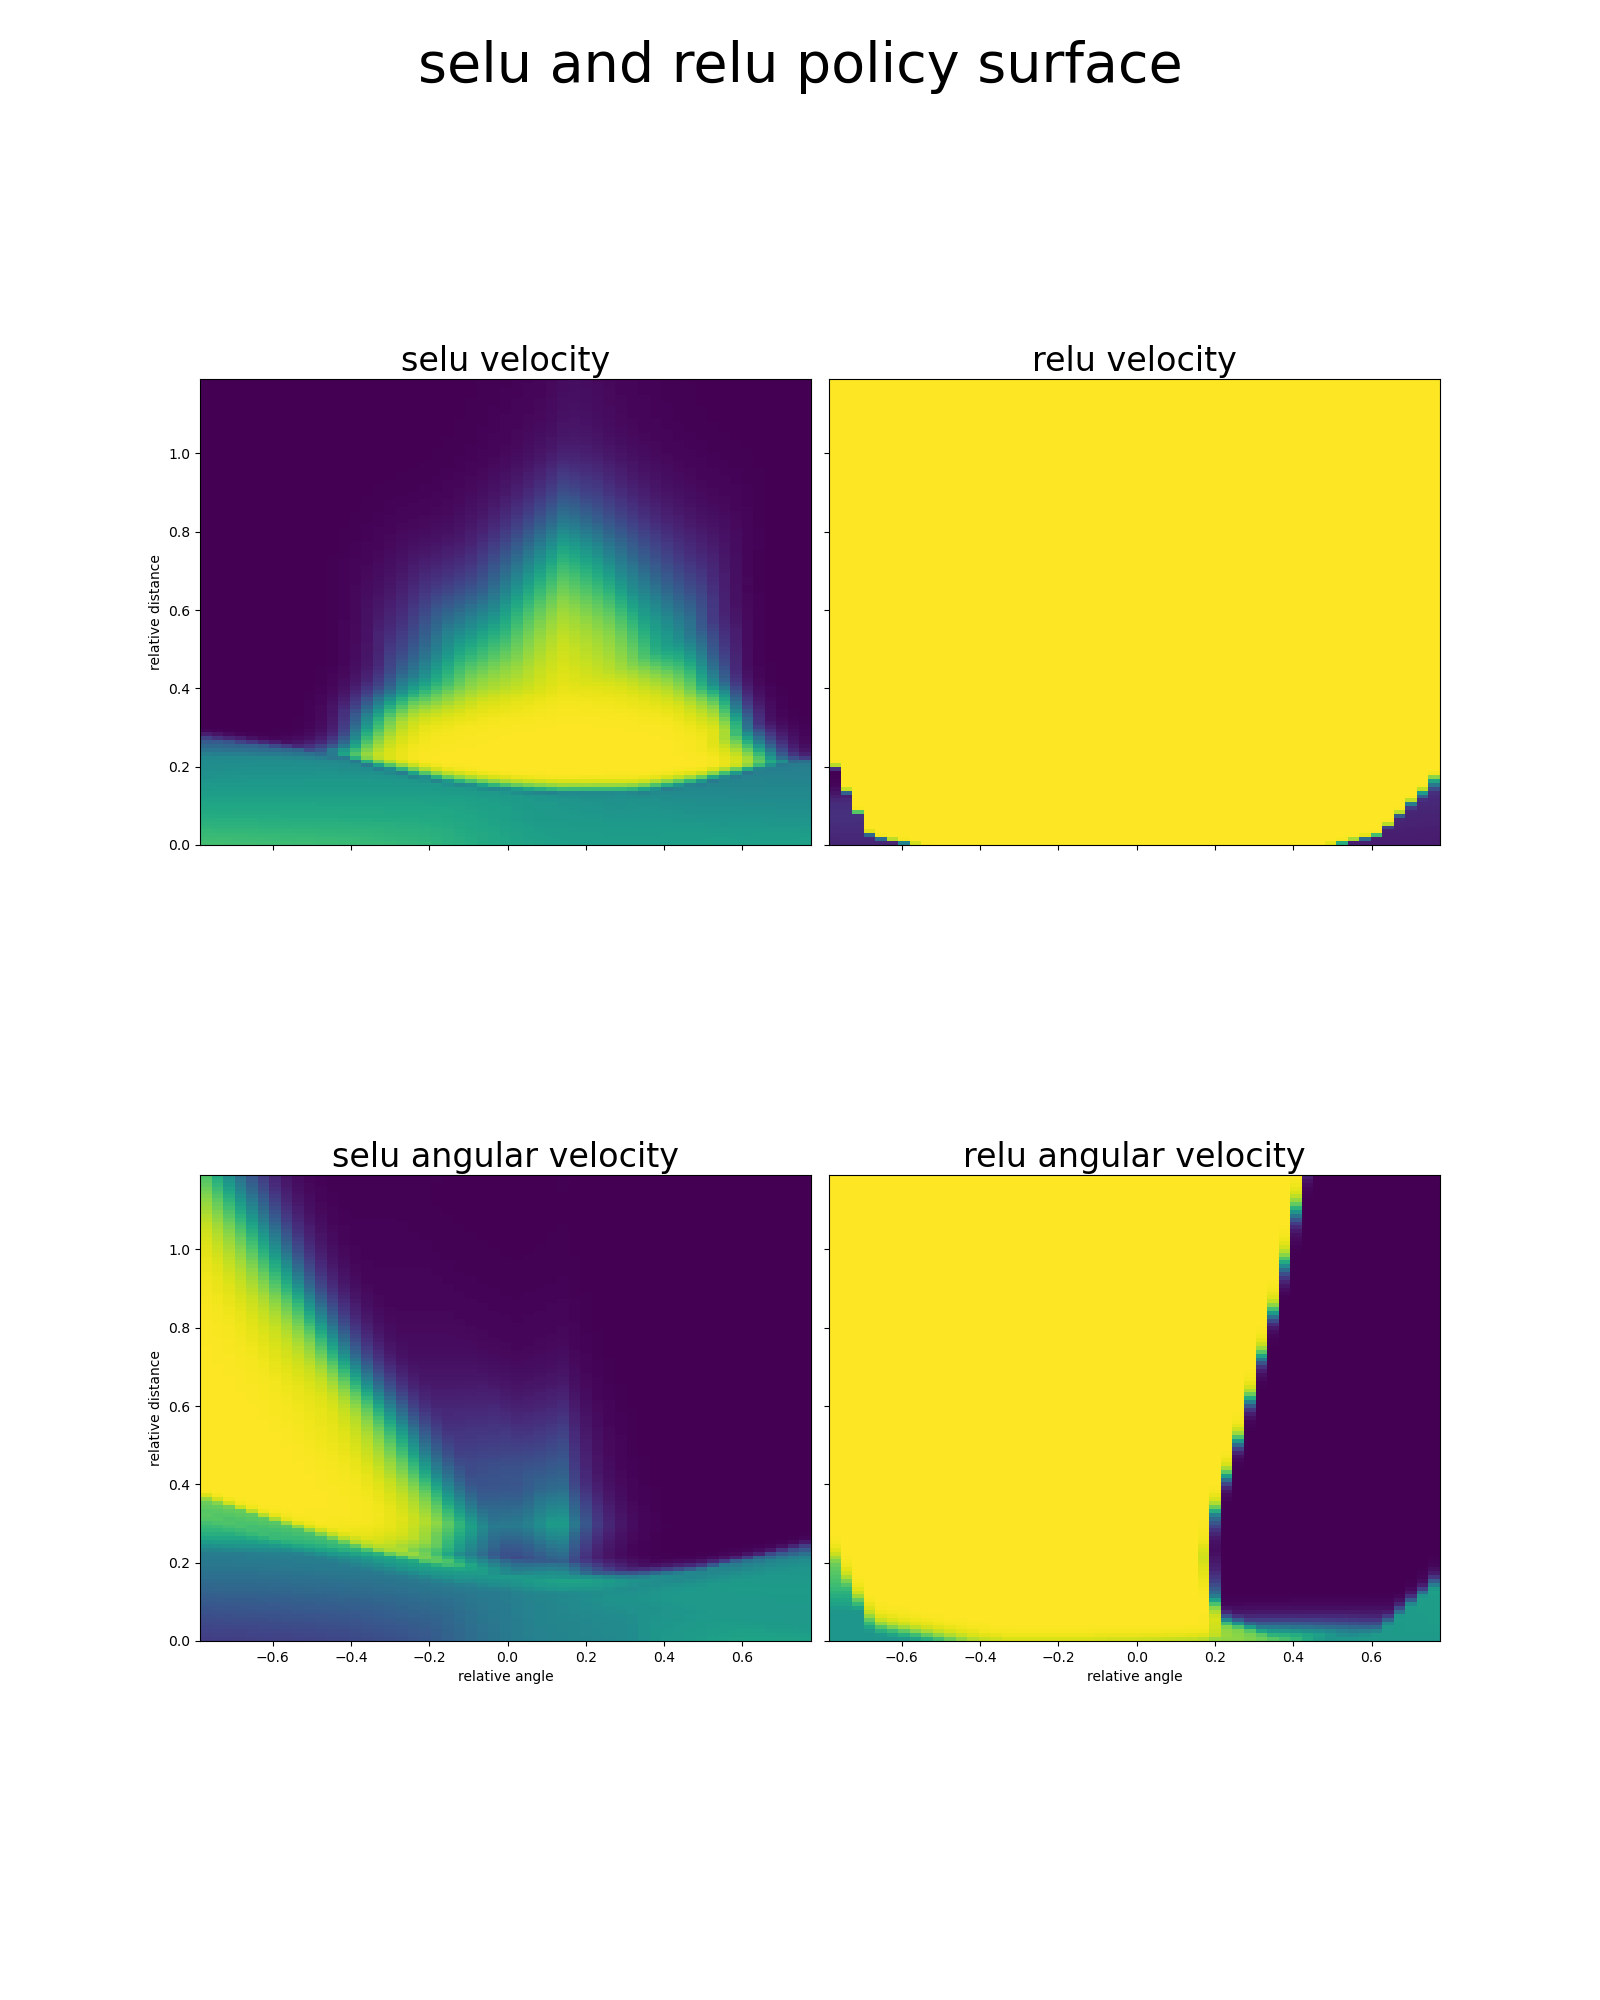 selu and relu policy surface
selu velocity
relu velocity
1.0
0.8
0.6
0.4
0.2
0.0
relative distance
selu angular velocity
relu angular velocity
1.0
0.8
0.6
0.4
0.2
0.0
relative distance
−0.6 −0.4 −0.2 0.0 0.2 0.4 0.6
−0.6 −0.4 −0.2 0.0 0.2 0.4 0.6
relative angle
relative angle